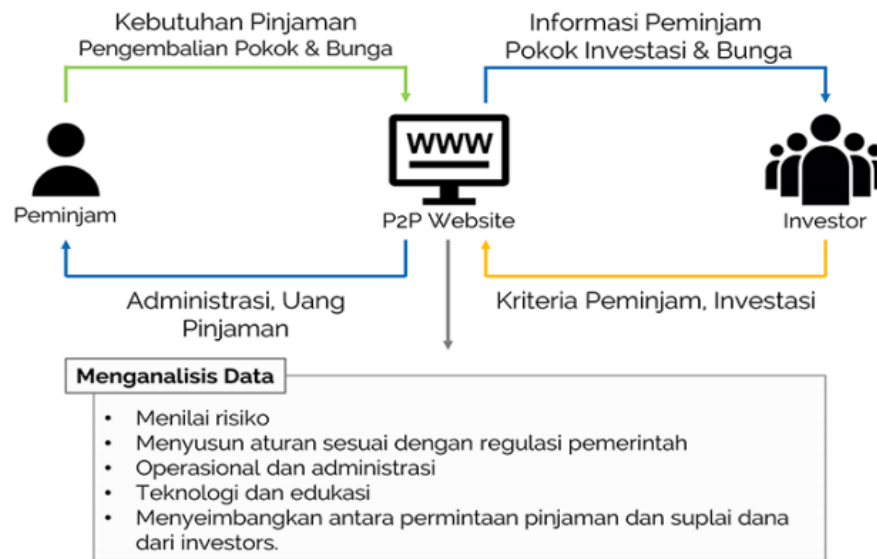 Kebutuhan Pinjaman
Pengembalian Pokok & Bunga
Informasi Peminjam
Pokok Investasi & Bunga
WWW
Peminjam
P2P Website
Investor
Administrasi, Uang
Pinjaman
Kriteria Peminjam, Investasi
Menganalisis Data
• Menilai risiko
• Menyusun aturan sesuai dengan regulasi pemerintah
• Operasional dan administrasi
• Teknologi dan edukasi
• Menyeimbangkan antara permintaan pinjaman dan suplai dana
dari investors.